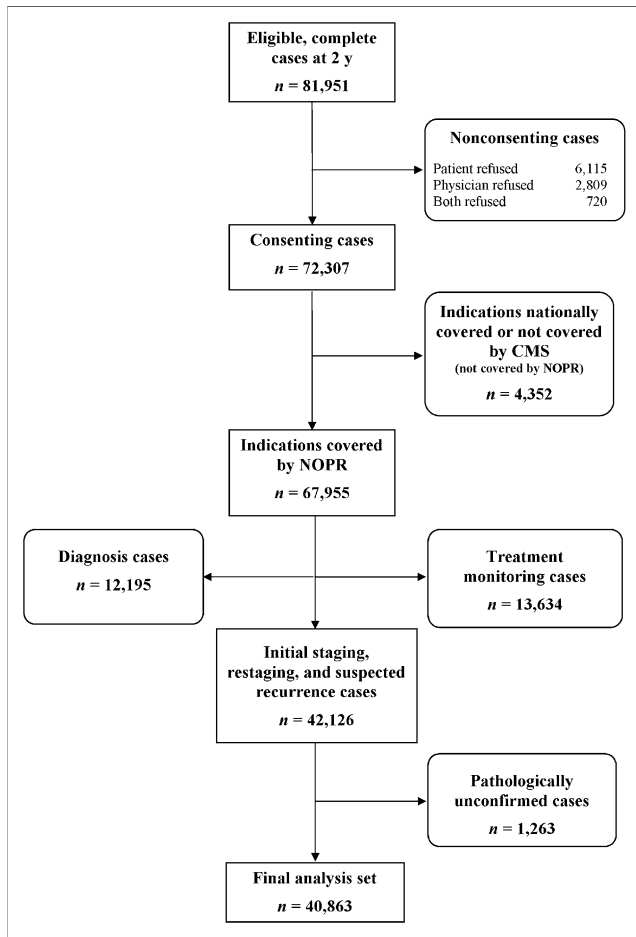 Eligible, complete
cases at 2 y
n = 81,951
Nonconsenting cases
Patient refused 6,115
Physician refused 2,809
Both refused 720
Consenting cases
n = 72,307
Indications nationally
covered or not covered
by CMS
(not covered by NOPR)
n = 4,352
Indications covered
by NOPR
n = 67,955
Diagnosis cases
n = 12,195
Treatment
monitoring cases
n = 13,634
Initial staging,
restaging, and suspected
recurrence cases
n = 42,126
Pathologically
unconfirmed cases
n = 1,263
Final analysis set
n = 40,863